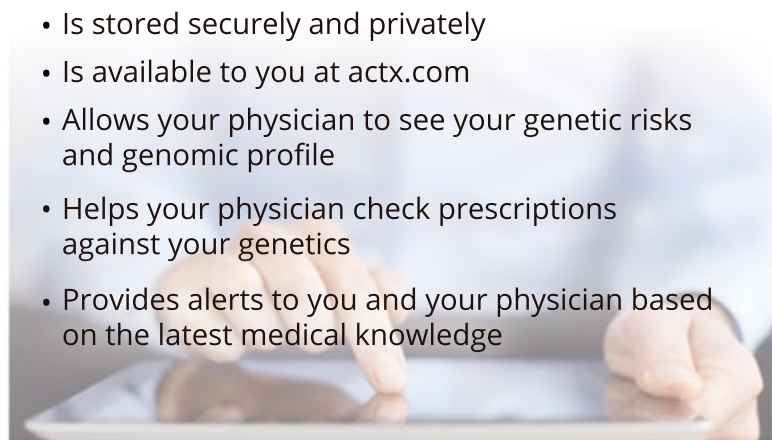 • Is stored securely and privately
• Is available to you at actx.com
• Allows your physician to see your genetic risks
and genomic profile
• Helps your physician check prescriptions
against your genetics
• Provides alerts to you and your physician based
on the latest medical knowledge